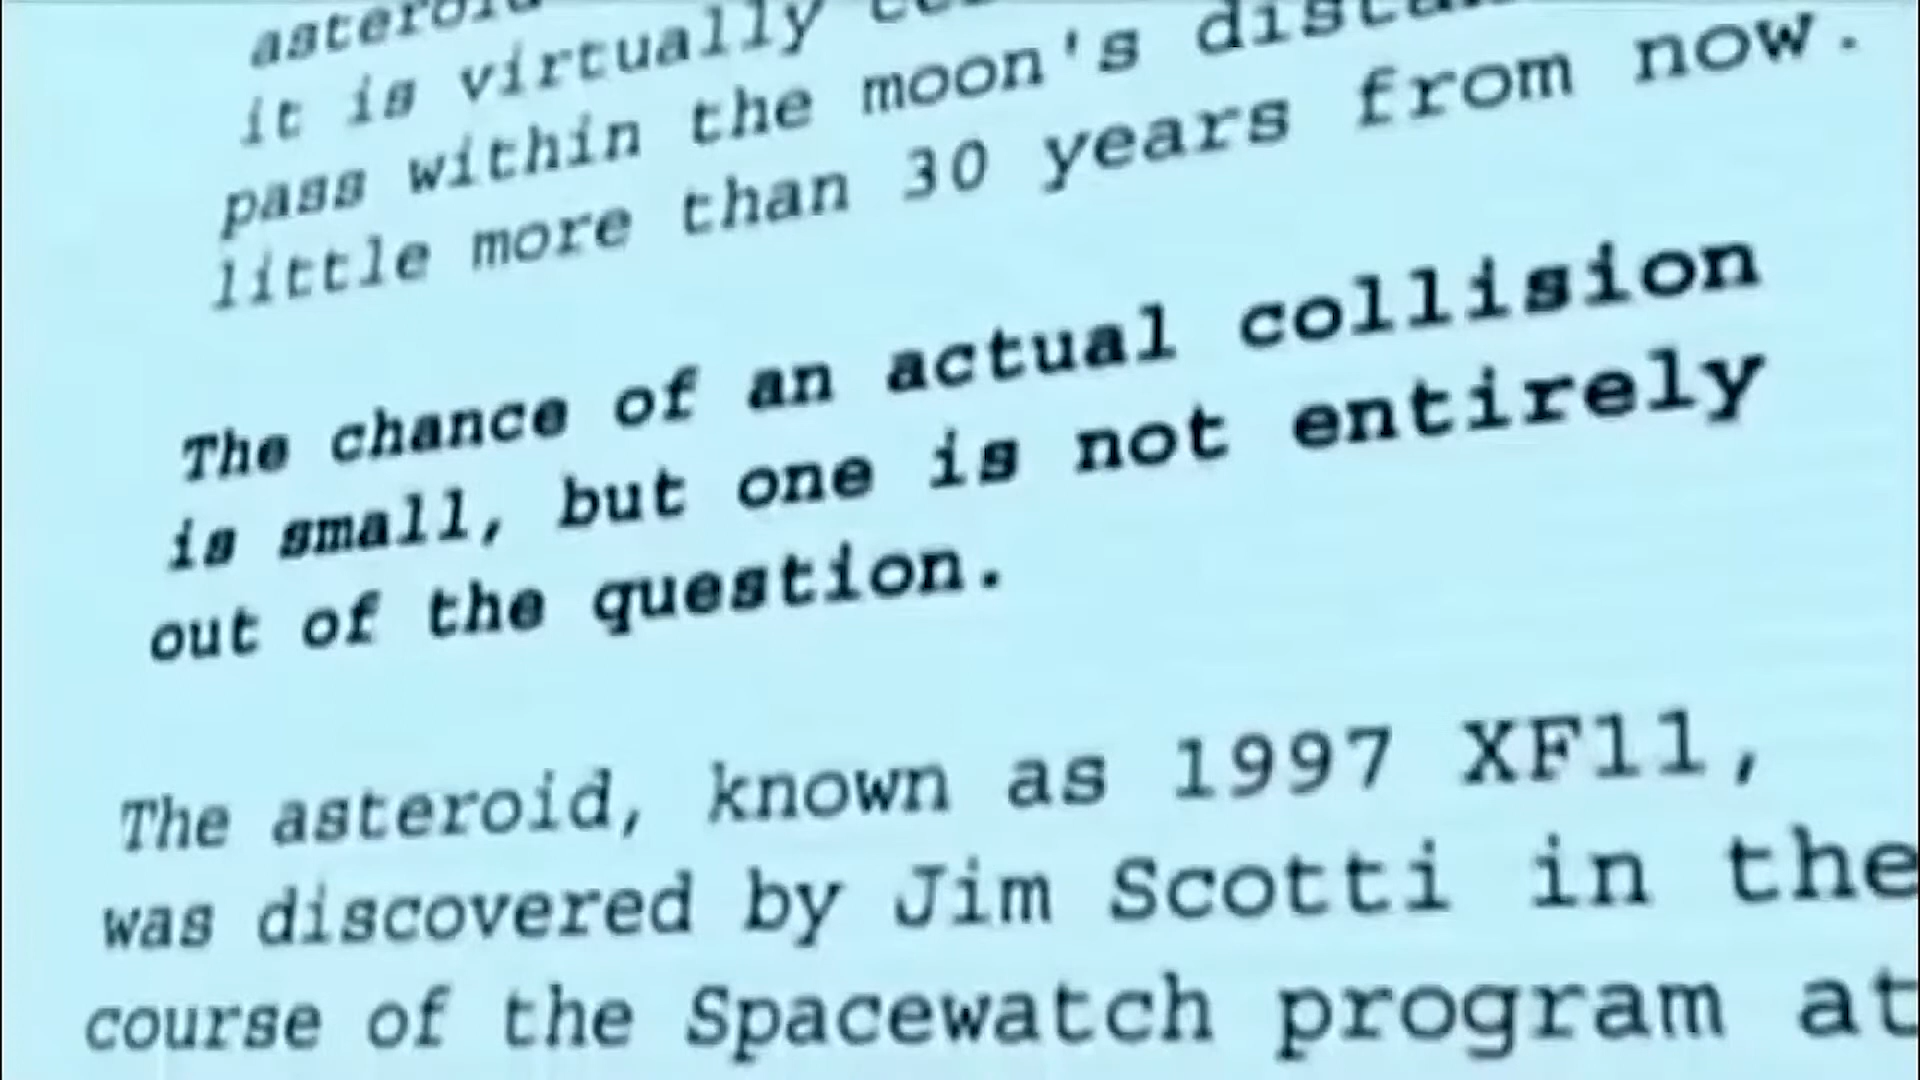 asteroid
it is virtually
pass within the moon's
little more than 30 years from now.
The chance of an actual collision
is small, but one is not entirely
out of the question.
The asteroid, known as 1997 XF11,
was discovered by Jim Scotti in the
course of the Spacewatch program at